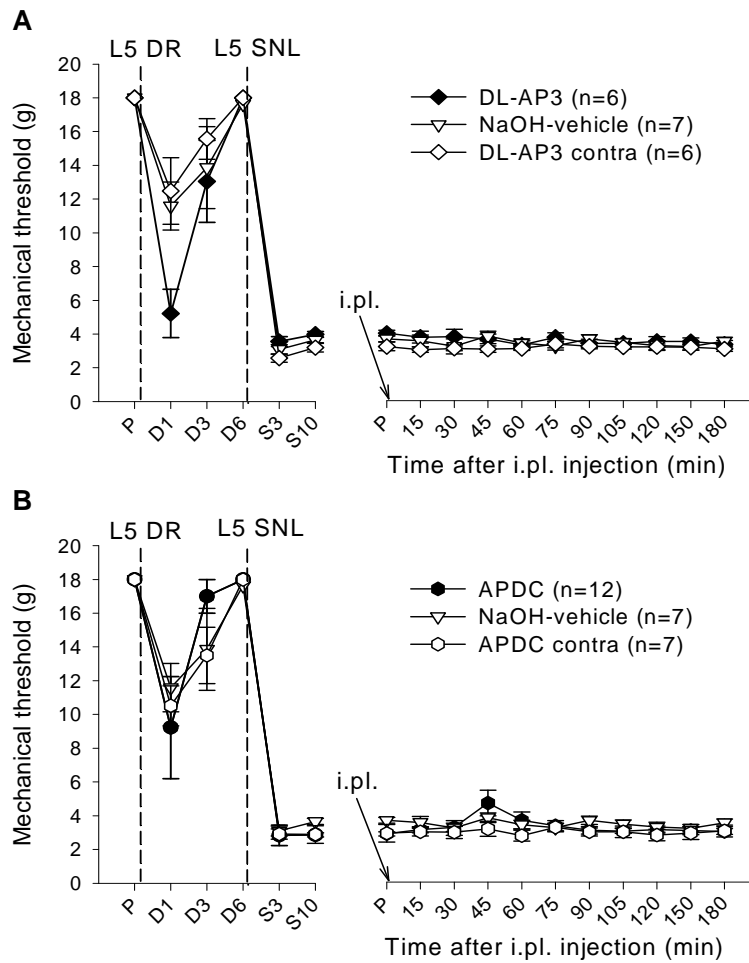 A
L5 DR L5 SNL
Mechanical threshold (g)
18
16
14
12
10
8
6
4
2
0
P D1 D3 D6 S3 S10
DL-AP3 (n=6)
NaOH-vehicle (n=7)
DL-AP3 contra (n=6)
i.pl.
P 15 30 45 60 75 90 105 120 150 180
Time after i.pl. injection (min)
20
B
L5 DR L5 SNL
Mechanical threshold (g)
20
18
16
14
12
10
8
6
4
2
0
P D1 D3 D6 S3 S10
APDC (n=12)
NaOH-vehicle (n=7)
APDC contra (n=7)
i.pl.
P 15 30 45 60 75 90 105 120 150 180
Time after i.pl. injection (min)